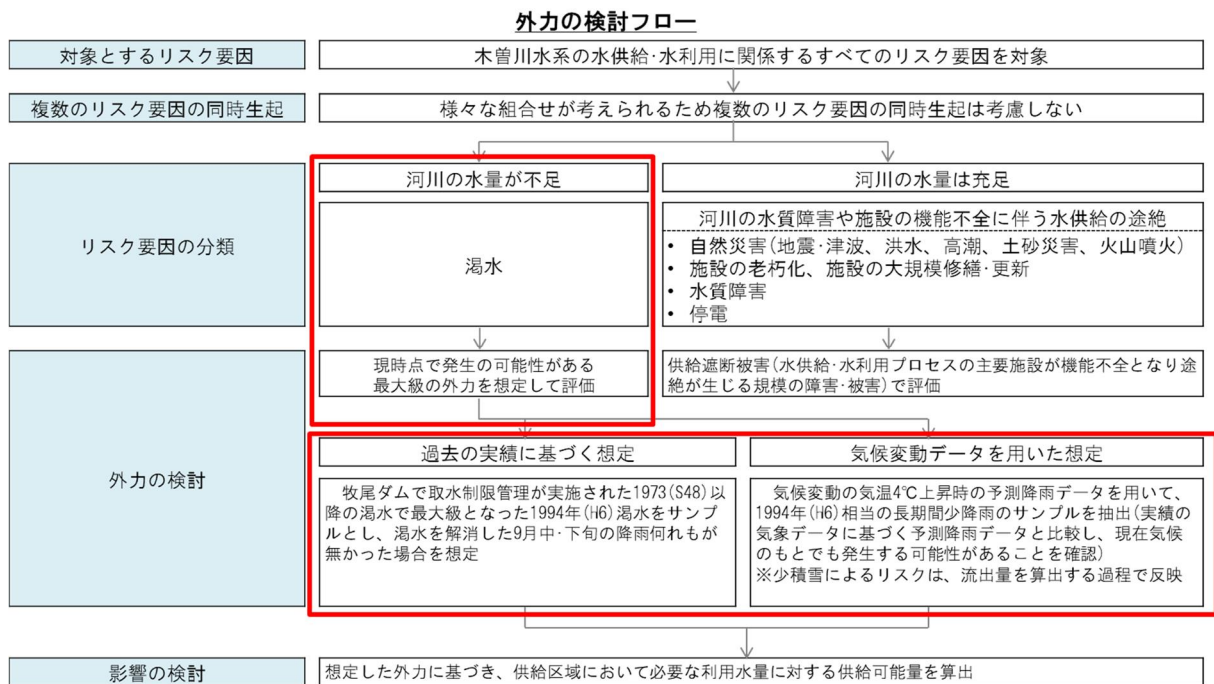 外力の検討フロー
対象とするリスク要因
木曽川水系の水供給・水利用に関係するすべてのリスク要因を対象
複数のリスク要因の同時生起
様々な組合せが考えられるため複数のリスク要因の同時生起は考慮しない
リスク要因の分類
河川の水量が不足
渇水
河川の水量は充足
河川の水質障害や施設の機能不全に伴う水供給の途絶
• 自然災害(地震・津波、洪水、高潮、土砂災害、火山噴火)
• 施設の老朽化、施設の大規模修繕・更新
• 水質障害
• 停電
外力の検討
現時点で発生の可能性がある
最大級の外力を想定して評価
供給遮断被害(水供給・水利用プロセスの主要施設が機能不全となり途
絶が生じる規模の障害・被害)で評価
過去の実績に基づく想定
牧尾ダムで取水制限管理が実施された1973(S48)以
降の渇水で最大級となった1994年(H6)渇水をサンプ
ルとし、渇水を解消した9月中・下旬の降雨何れもが
無かった場合を想定
気候変動データを用いた想定
気候変動の気温4℃上昇時の予測降雨データを用いて、
1994年(H6)相当の長期間少降雨のサンプルを抽出(実績の
気象データに基づく予測降雨データと比較し、現在気候
のもとでも発生する可能性があることを確認)
※少積雪によるリスクは、流出量を算出する過程で反映
影響の検討
想定した外力に基づき、供給区域において必要な利用水量に対する供給可能量を算出